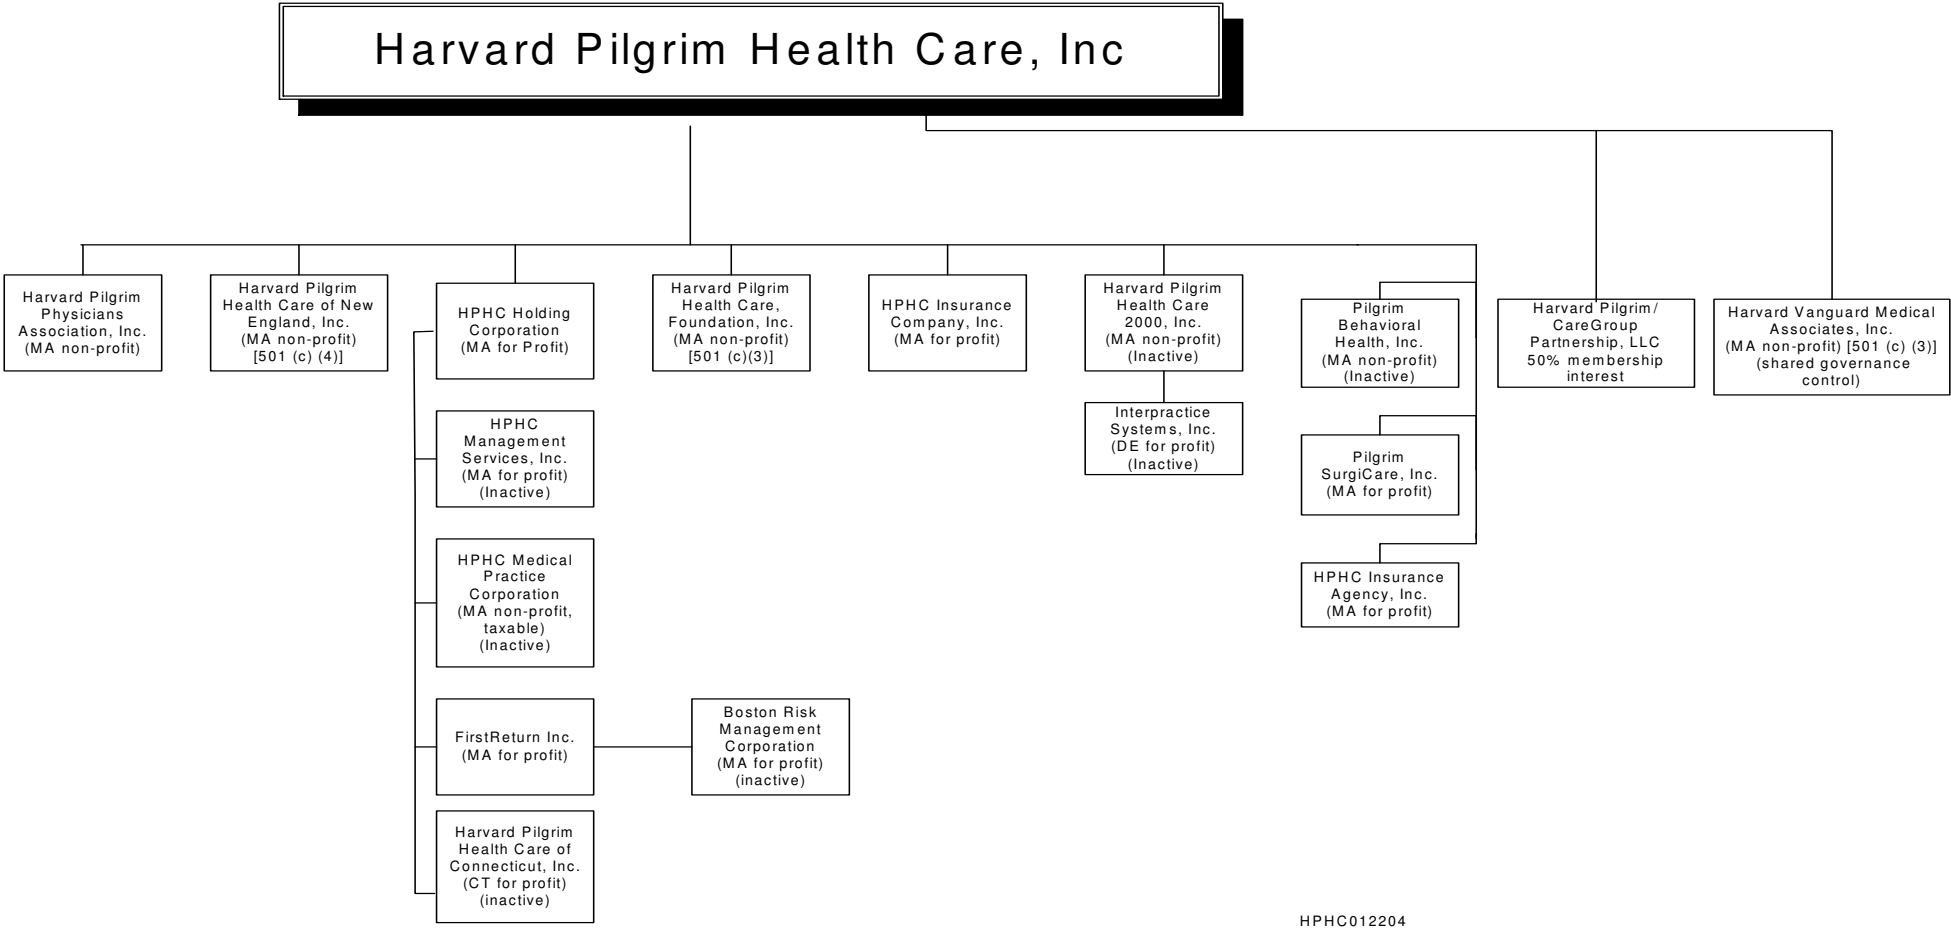 Harvard Pilgrim Health Care, Inc
Harvard Pilgrim
Physicians
Association, Inc.
(MA non-profit)
Harvard Pilgrim
Health Care of New
England, Inc.
(MA non-profit)
[501 (c) (4)]
HPHC Holding
Corporation
(MA for Profit)
Harvard Pilgrim
Health Care,
Foundation, Inc.
(MA non-profit)
[501 (c)(3)]
HPHC Insurance
Company, Inc.
(MA for profit)
Harvard Pilgrim
Health Care
2000, Inc.
(MA non-profit)
(Inactive)
Pilgrim
Behavioral
Health, Inc.
(MA non-profit)
(Inactive)
Harvard Pilgrim/
CareGroup
Partnership, LLC
50% membership
interest
Harvard Vanguard Medical
Associates, Inc.
(MA non-profit) [501 (c) (3)]
(shared governance
control)
HPHC
Management
Services, Inc.
(MA for profit)
(Inactive)
Interpractice
Systems, Inc.
(DE for profit)
(Inactive)
Pilgrim
SurgiCare, Inc.
(MA for profit)
HPHC Medical
Practice
Corporation
(MA non-profit,
taxable)
(Inactive)
HPHC Insurance
Agency, Inc.
(MA for profit)
FirstReturn Inc.
(MA for profit)
Boston Risk
Management
Corporation
(MA for profit)
(inactive)
Harvard Pilgrim
Health Care of
Connecticut, Inc.
(CT for profit)
(inactive)
HPHC012204